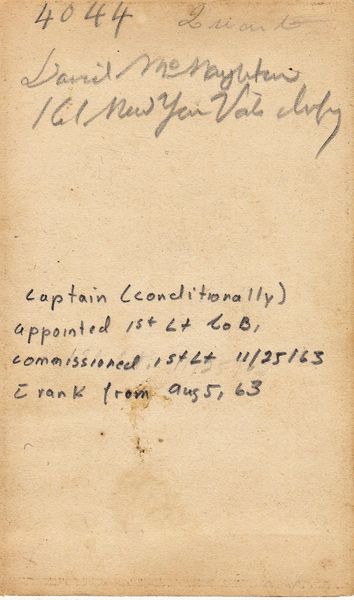 4044
David McNaughton
161 New York Vols Infy
Captain (conditionally)
appointed 1st Lt Co B,
commissioned 1st Lt 11/25/63
rank from Aug 5, 63